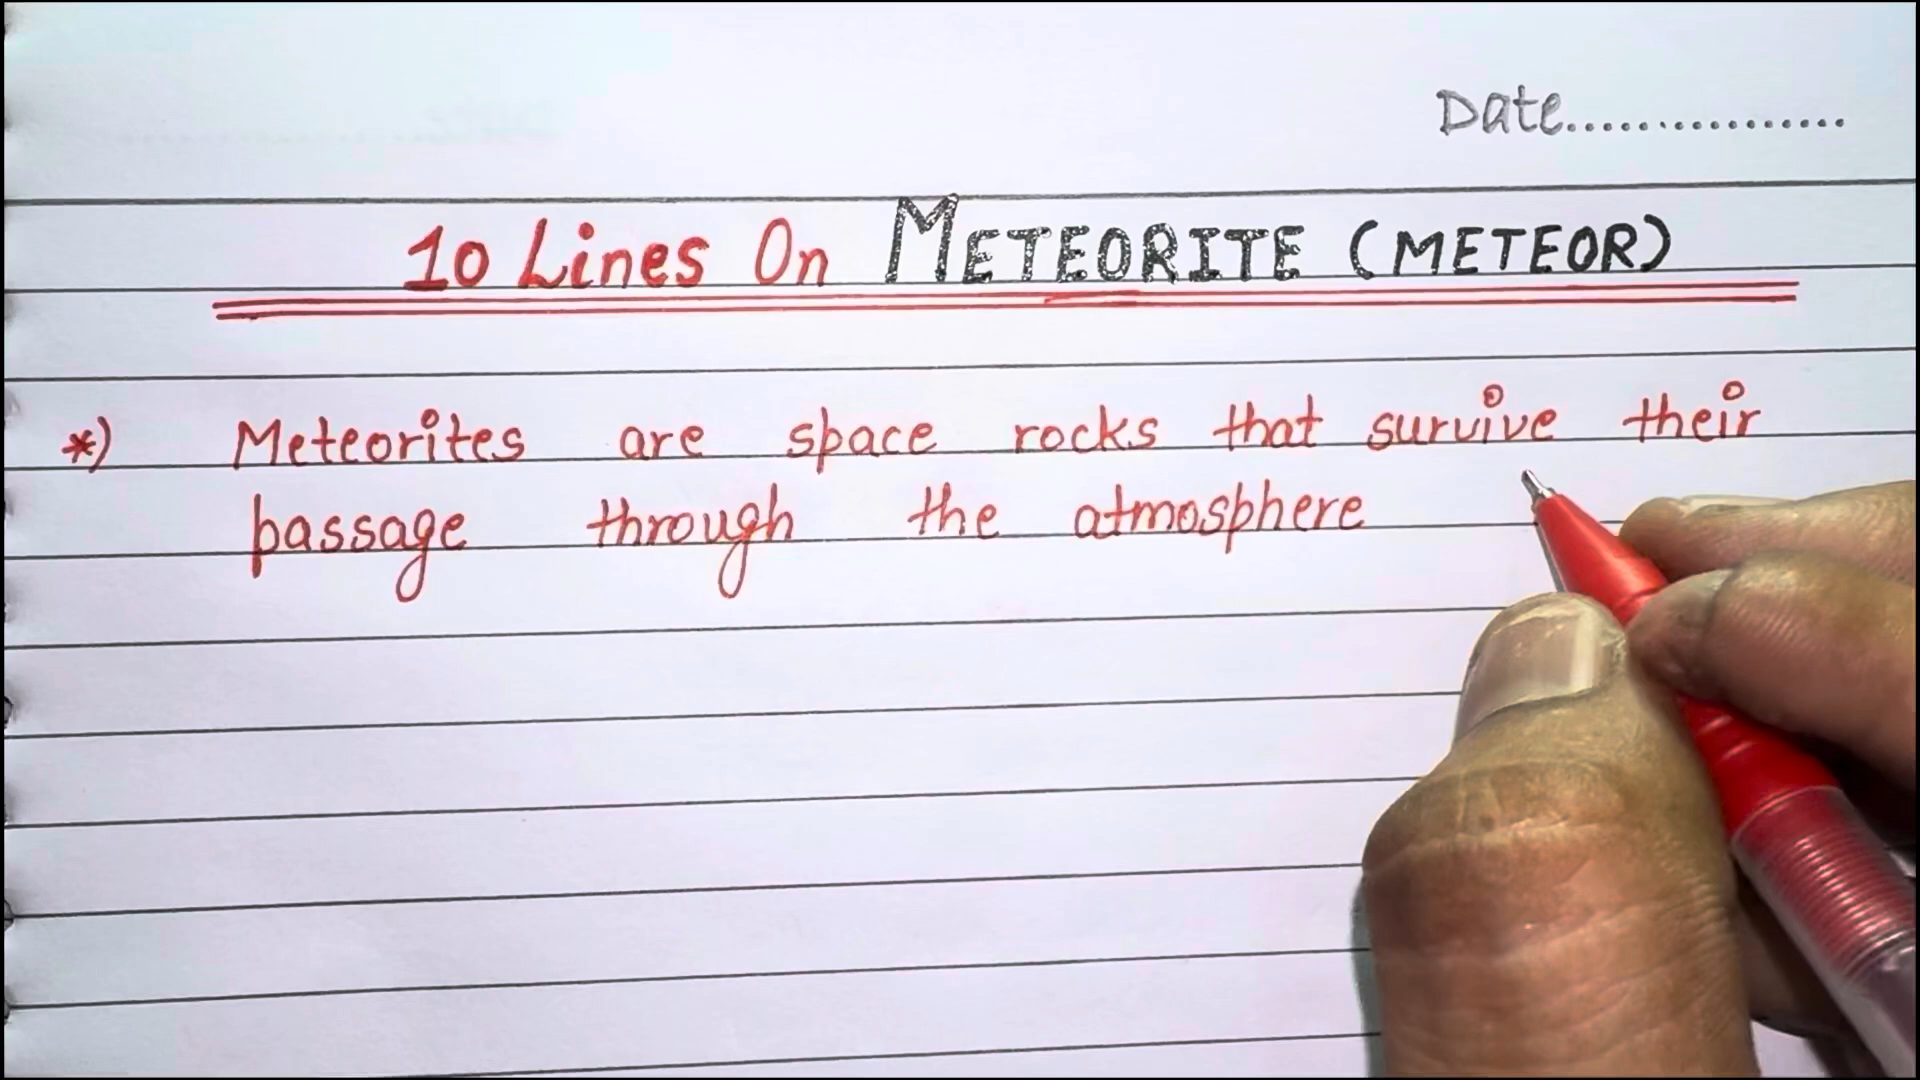 Date................
10 Lines On METEORITE (METEOR)
*) Meteorites are space rocks that survive their
passage through the atmosphere